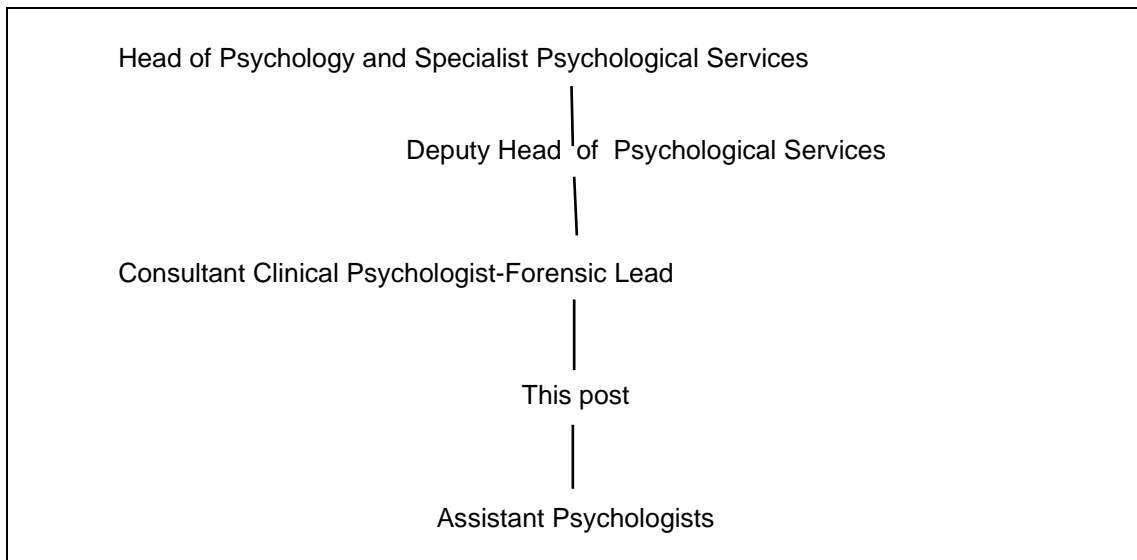 Head of Psychology and Specialist Psychological Services
Deputy Head of Psychological Services
Consultant Clinical Psychologist-Forensic Lead
This post
Assistant Psychologists